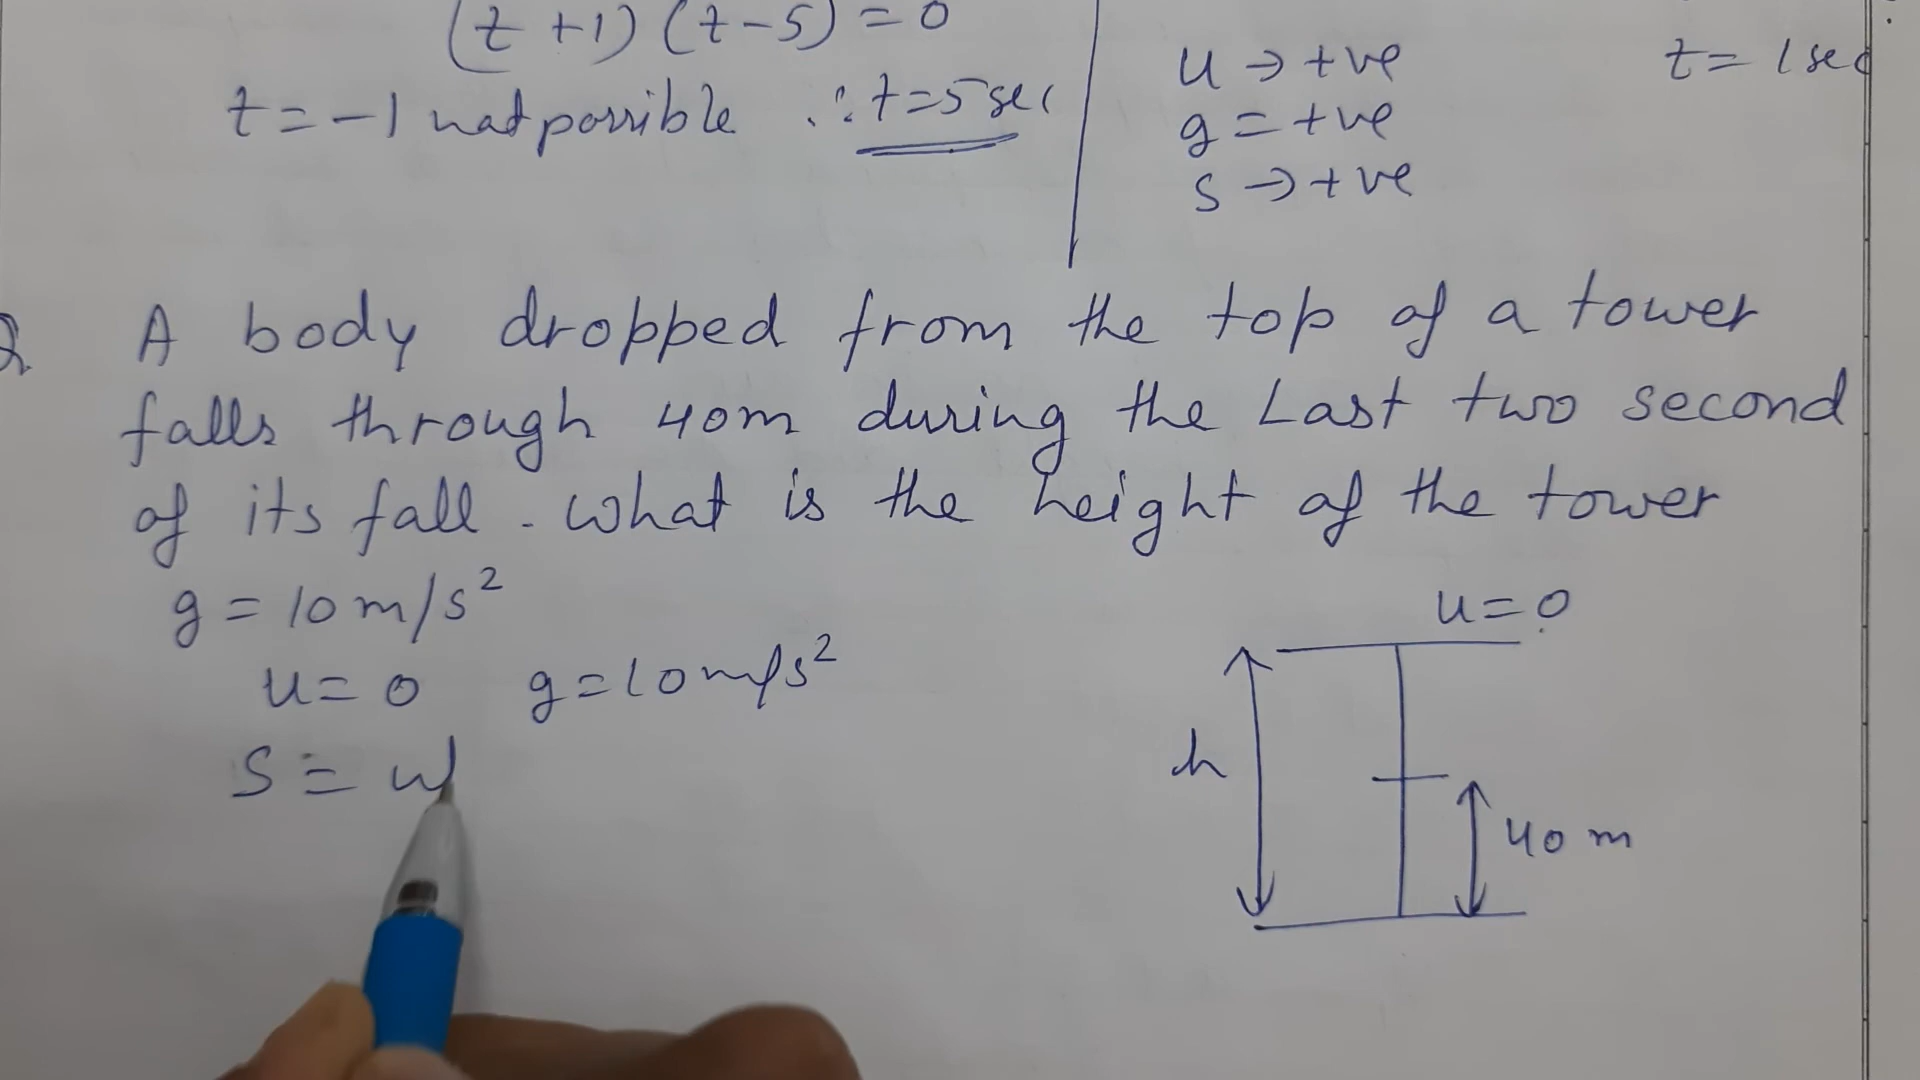 (t +1) (t-5) = 0
t = -1 not possible ∴ t=5 sec
u → +ve
g = +ve
s → +ve
t = 1 sec
Q A body dropped from the top of a tower
falls through 40m during the Last two second
of its fall. What is the height of the tower
g = 10 m/s²
u = 0 g = 10 m/s²
S = u
u = 0
h
40 m